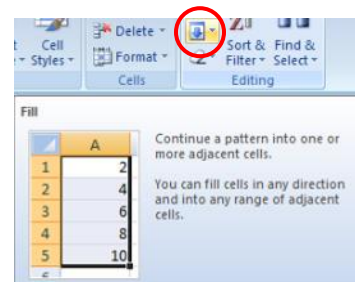 Delete
Cell
Styles
Format
Sort & Find &
Filter Select
Cells
Editing
Fill
A
1 2
2 4
3 6
4 8
5 10
Continue a pattern into one or
more adjacent cells.
You can fill cells in any direction
and into any range of adjacent
cells.